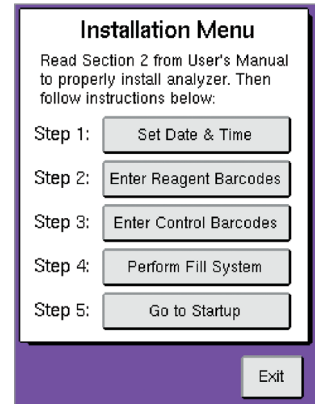 Installation Menu
Read Section 2 from User's Manual
to properly install analyzer. Then
follow instructions below:
Step 1: Set Date & Time
Step 2: Enter Reagent Barcodes
Step 3: Enter Control Barcodes
Step 4: Perform Fill System
Step 5: Go to Startup
Exit